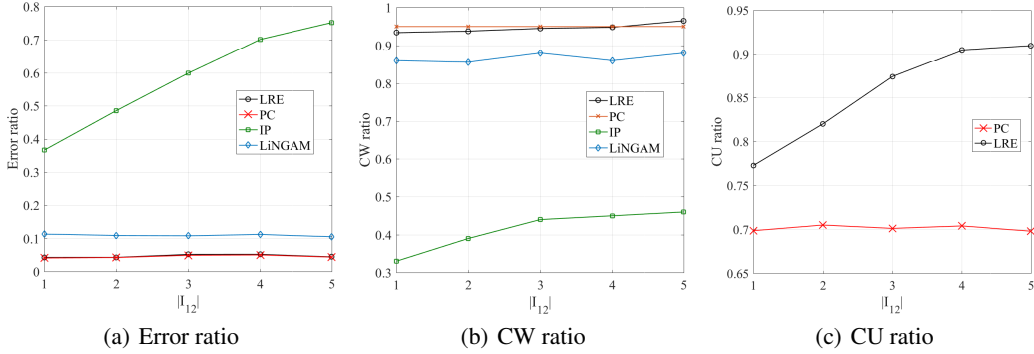 0.8
0.7
0.6
0.5
0.4
0.3
0.2
0.1
0
Error ratio
LRE
PC
IP
LiNGAM
1 2 3 4 5
|I12|
(a) Error ratio
1
0.9
0.8
0.7
0.6
0.5
0.4
0.3
CW ratio
LRE
PC
IP
LiNGAM
1 2 3 4 5
|I12|
(b) CW ratio
0.95
0.9
0.85
0.8
0.75
0.7
0.65
CU ratio
PC
LRE
1 2 3 4 5
|I12|
(c) CU ratio